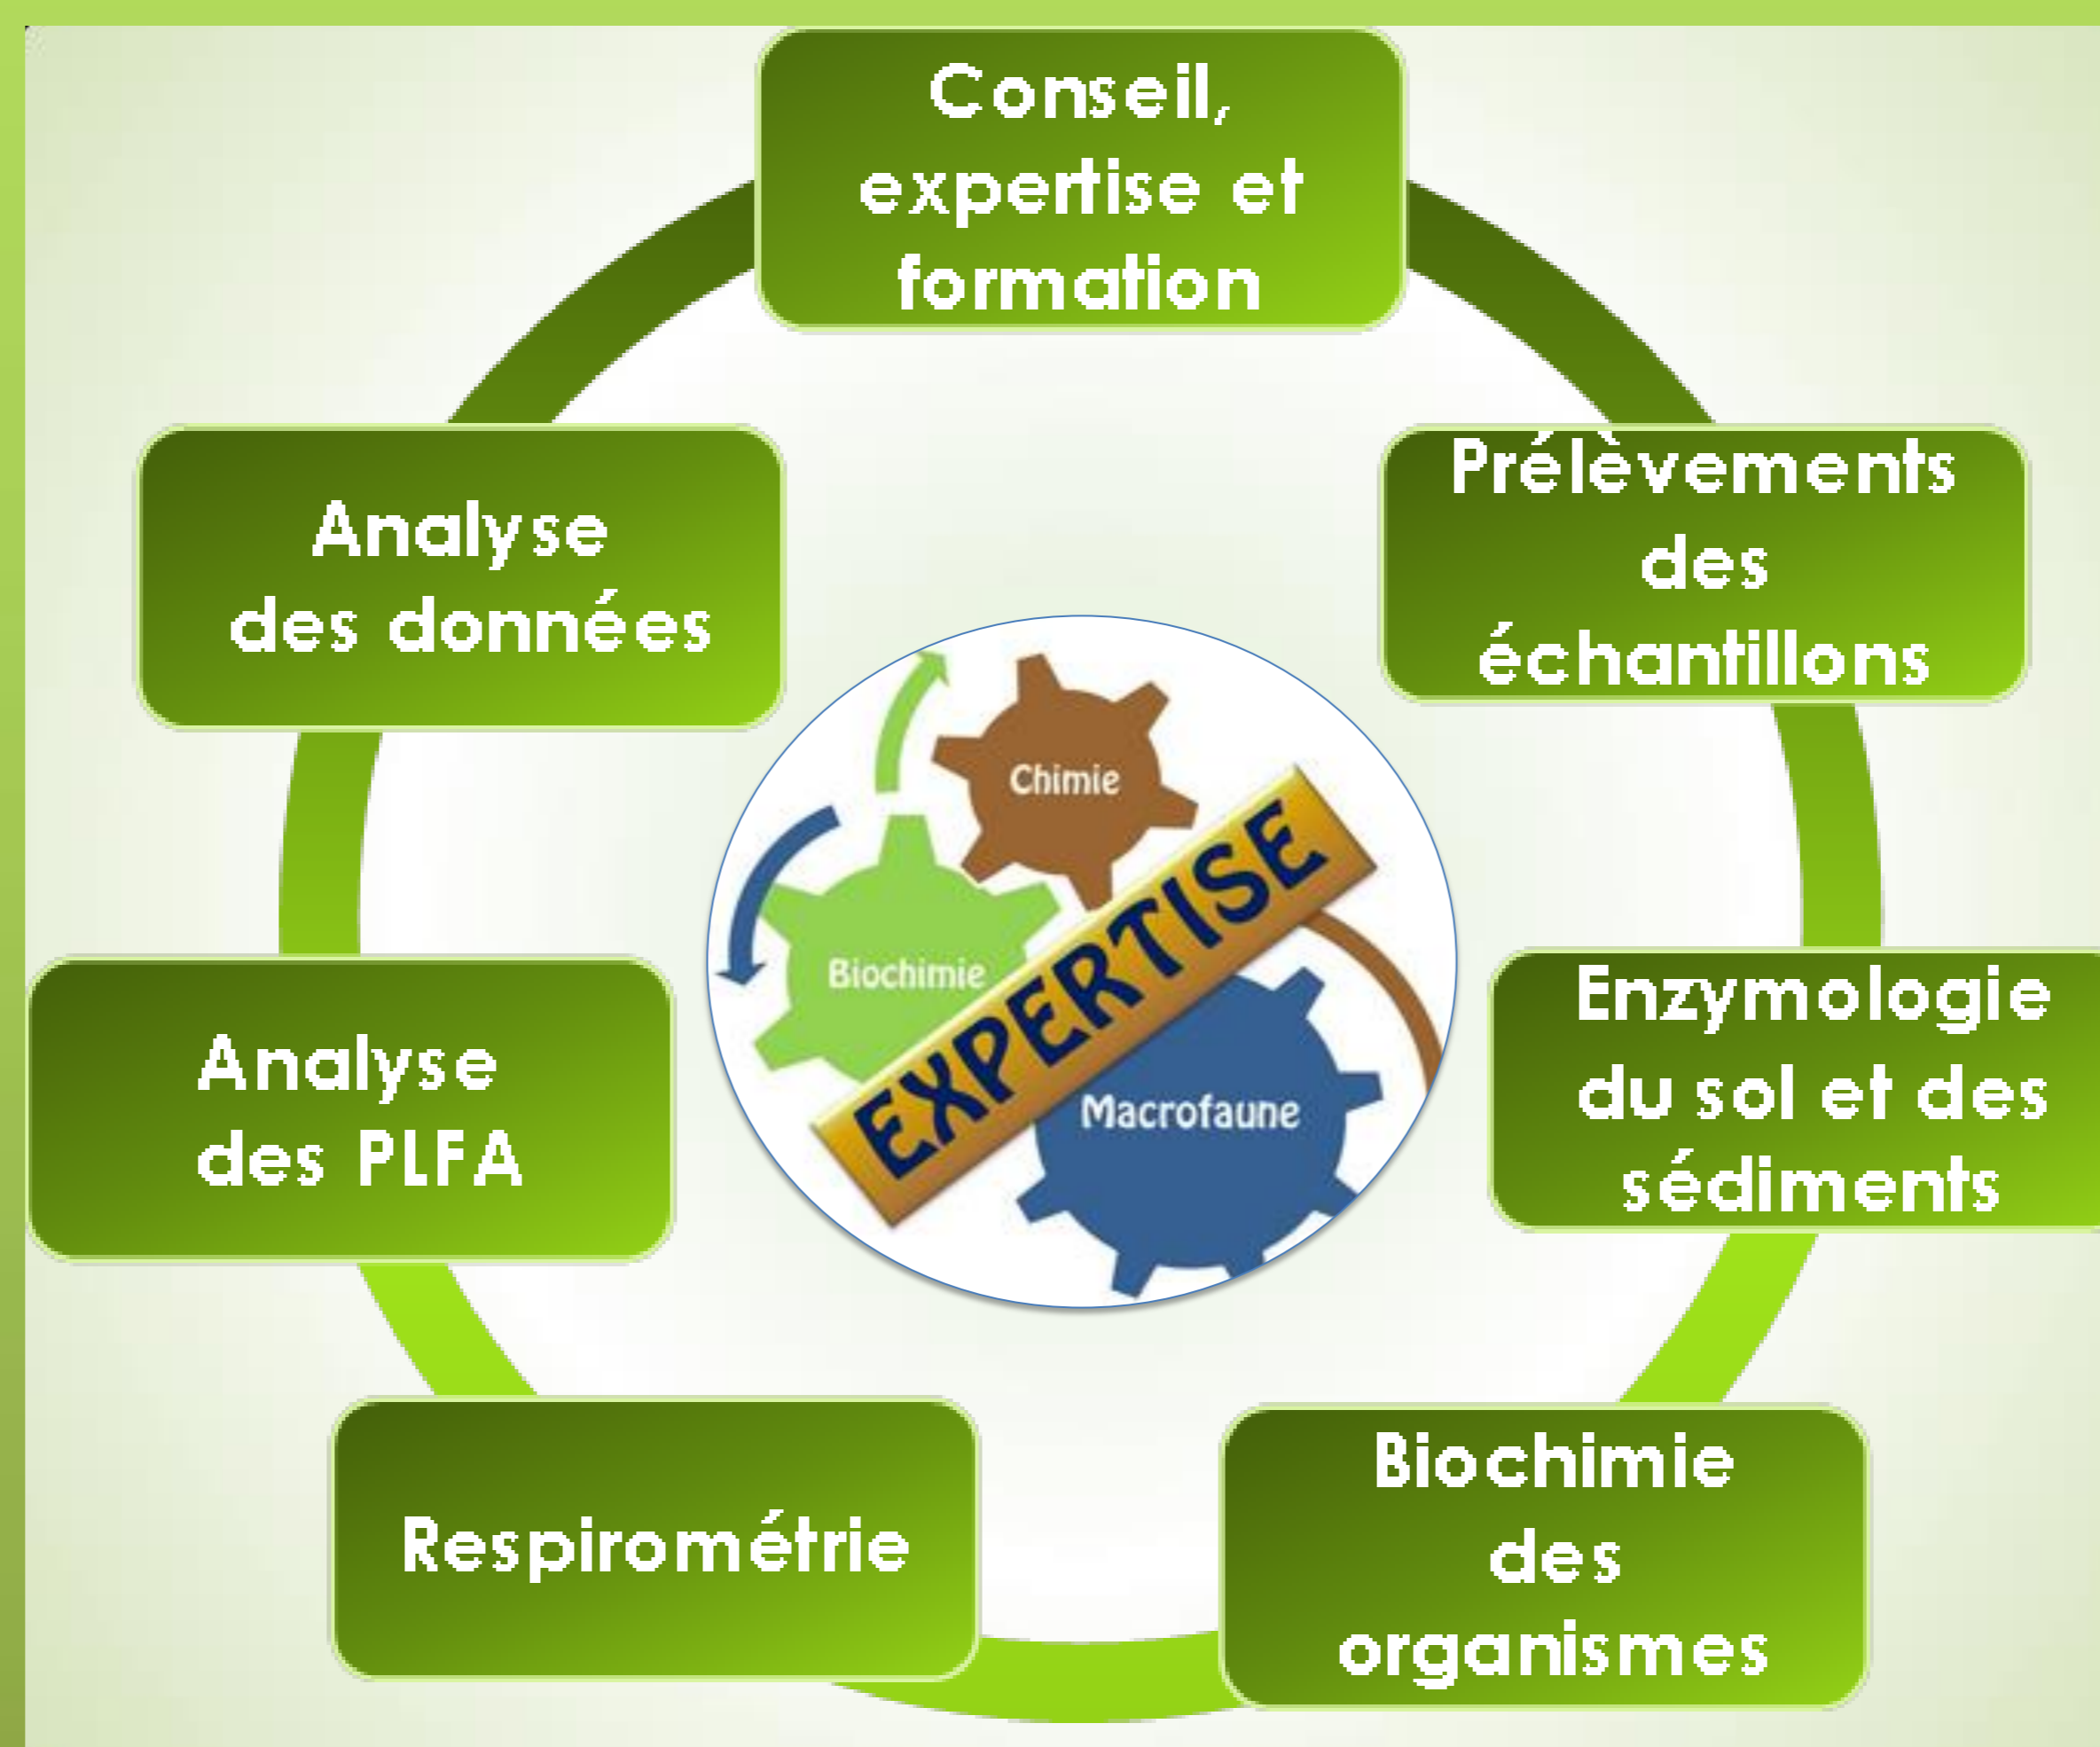 Conseil,
expertise et
formation
Prélèvements
des
échantillons
Enzymologie
du sol et des
sédiments
Biochimie
des
organismes
Respirométrie
Analyse
des PLFA
Analyse
des données
Chimie
Biochimie
EXPERTISE
Macrofaune